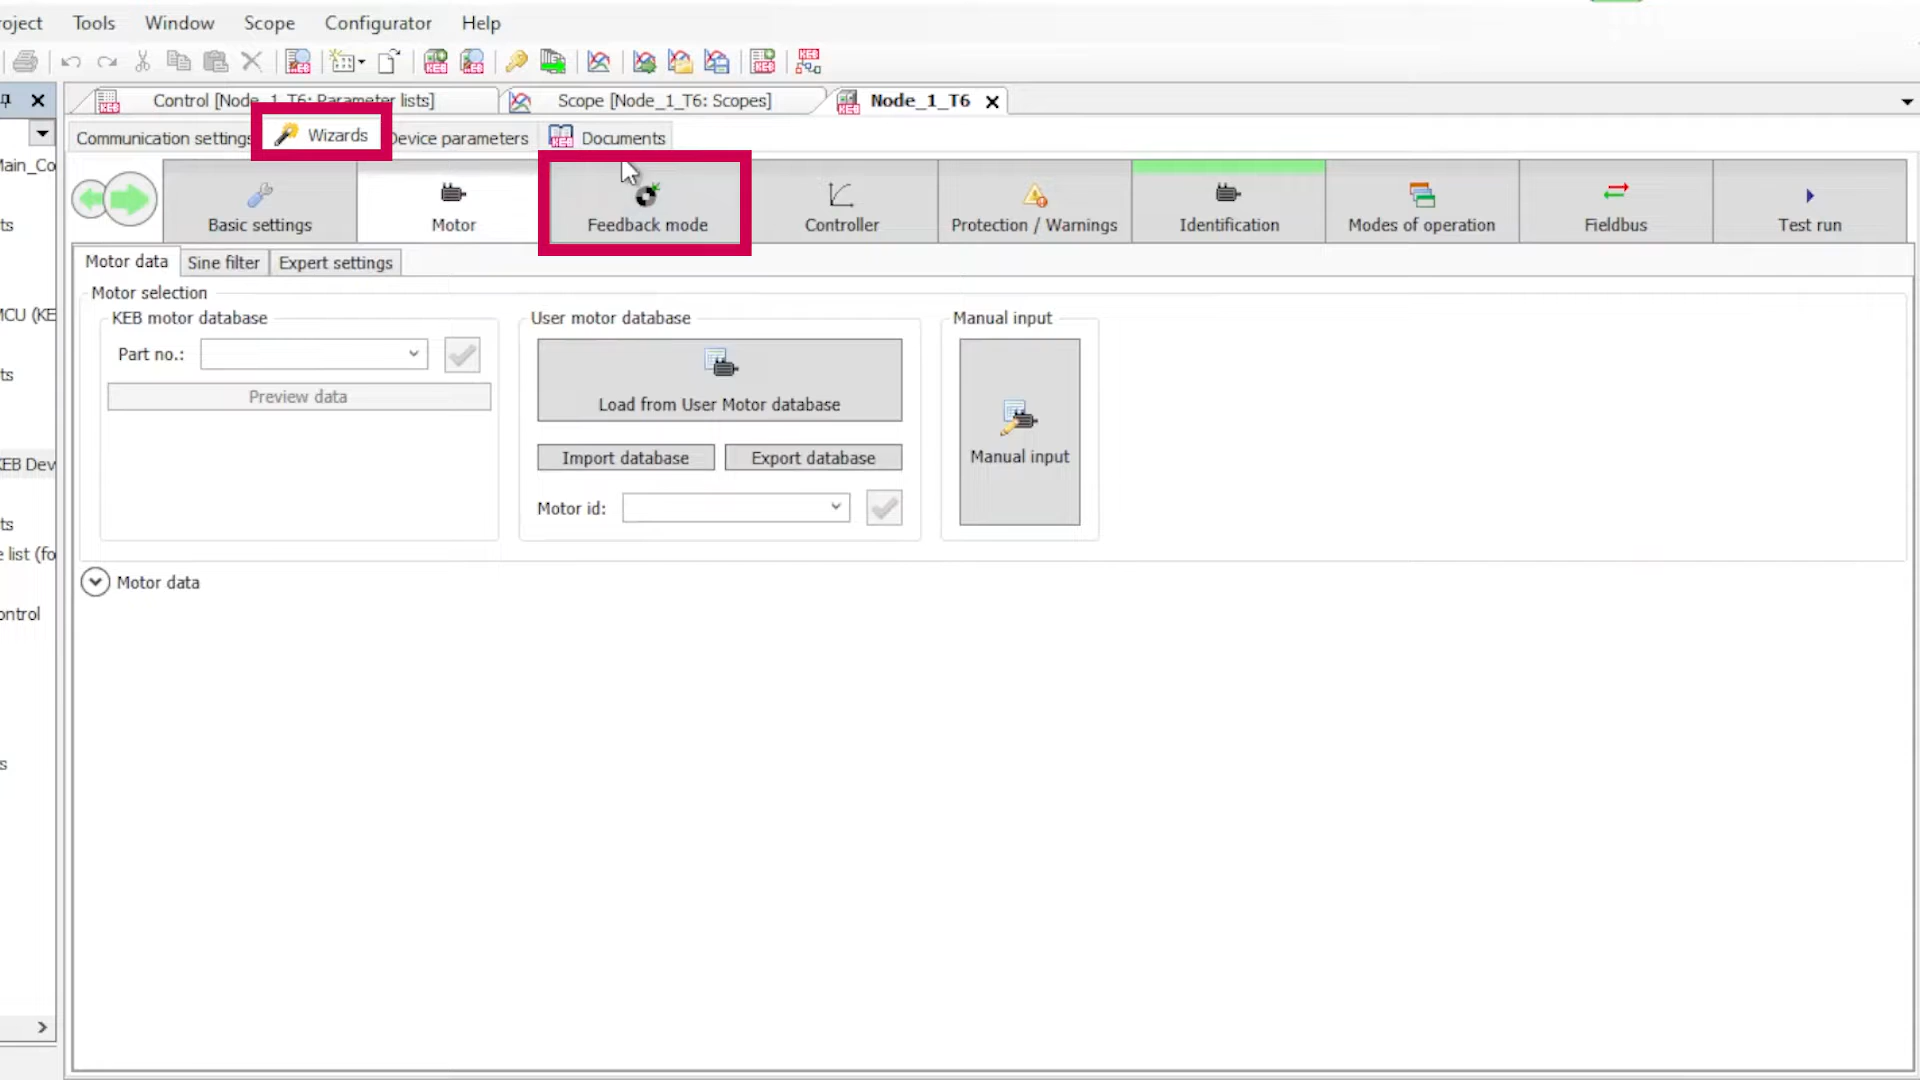 roject Tools Window Scope Configurator Help
Control [Node_1_T6: Parameter lists] Scope [Node_1_T6: Scopes] Node_1_T6
Communication settings Wizards Device parameters Documents
Main_Co
Basic settings Motor Feedback mode Controller Protection / Warnings Identification Modes of operation Fieldbus Test run
ts
Motor data Sine filter Expert settings
Motor selection
MCU (KE
KEB motor database User motor database Manual input
Part no.:
ts
Preview data Load from User Motor database
Import database Export database Manual input
KEB Dev
Motor id:
ts
e list (fo
Motor data
ontrol
s